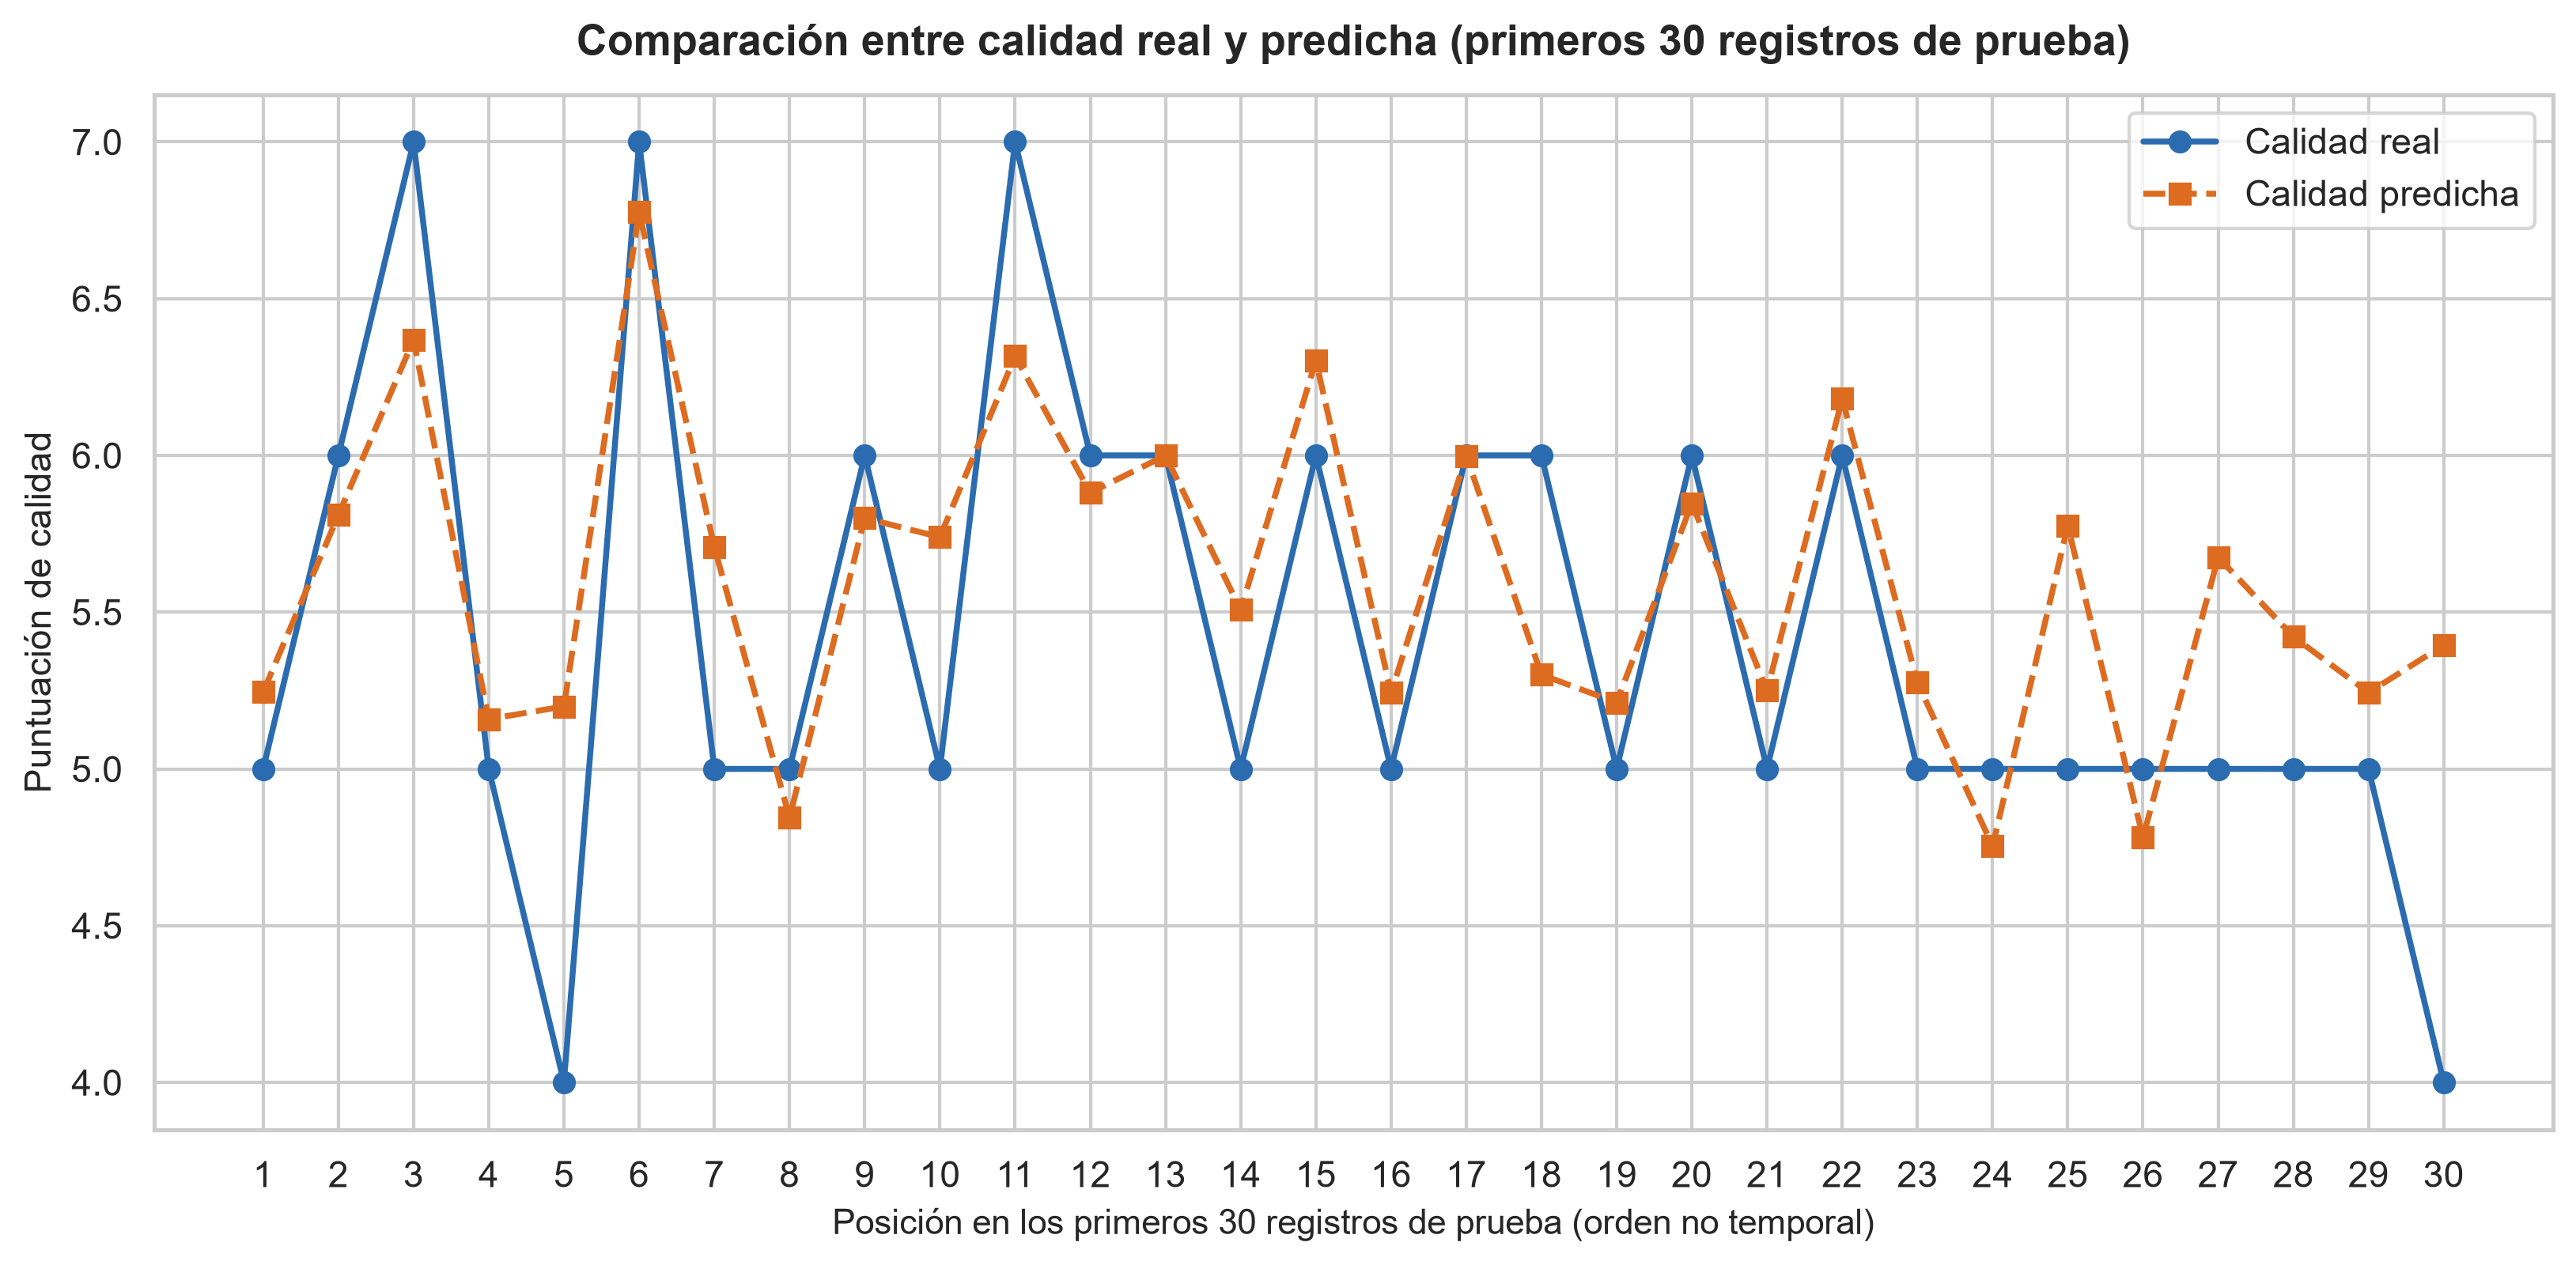 Comparación entre calidad real y predicha (primeros 30 registros de prueba)
Calidad real
Calidad predicha
Puntuación de calidad
7.0
6.5
6.0
5.5
5.0
4.5
4.0
1 2 3 4 5 6 7 8 9 10 11 12 13 14 15 16 17 18 19 20 21 22 23 24 25 26 27 28 29 30
Posición en los primeros 30 registros de prueba (orden no temporal)